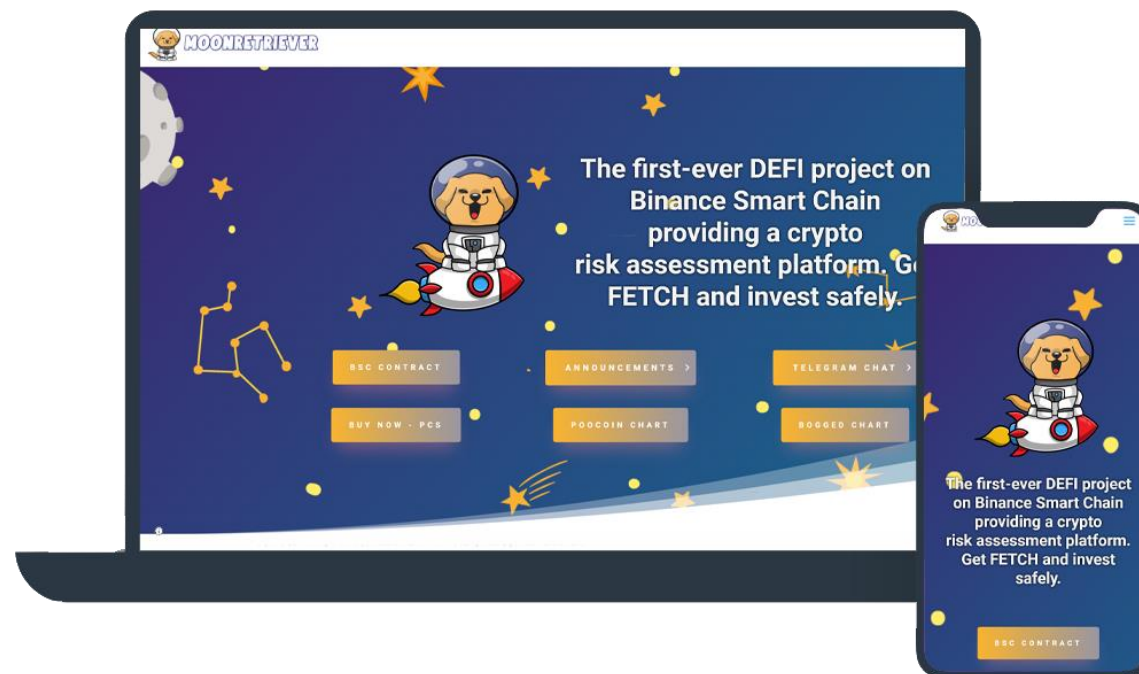 MOONRETRIEVER
The first-ever DEFI project on
Binance Smart Chain
providing a crypto
risk assessment platform. G
FETCH and invest safely.
BSC CONTRACT
ANNOUNCEMENTS >
TELEGRAM CHAT >
BUY NOW - PCS
POOCOIN CHART
BOGGED CHART
The first-ever DEFI project
on Binance Smart Chain
providing a crypto
risk assessment platform.
Get FETCH and invest
safely.
BSC CONTRACT